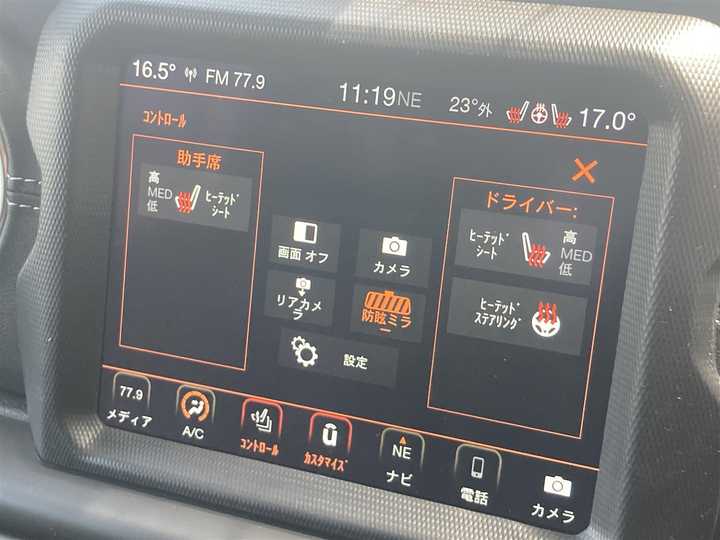 16.5° FM 77.9 11:19 NE 23°外 17.0°
コントロール
助手席
高
MED
低
ヒーテッド
シート
画面 オフ
カメラ
リアカメ
ラ
防眩ミラ
ー
設定
ドライバー:
ヒーテッド
シート
高
MED
低
ヒーテッド
ステアリング
77.9
メディア
A/C
コントロール
カスタマイズ
NE
ナビ
電話
カメラ